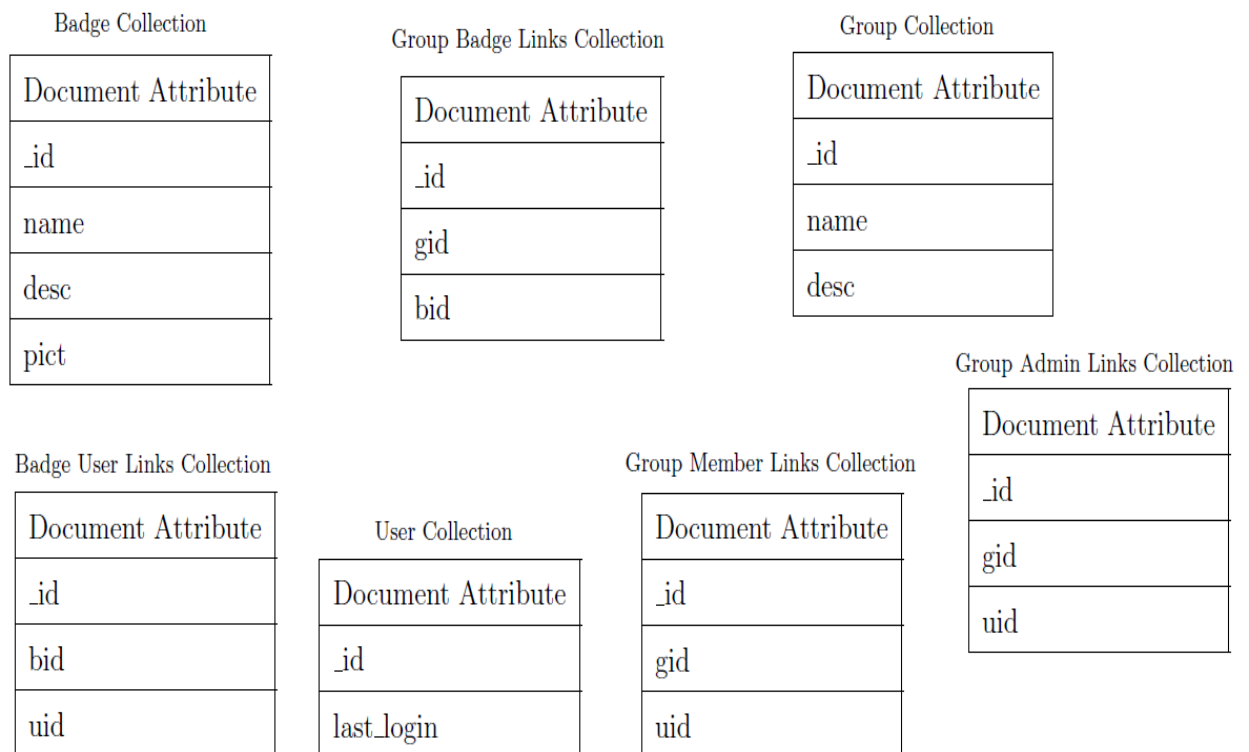 Badge Collection
Document Attribute
_id
name
desc
pict
Group Badge Links Collection
Document Attribute
_id
gid
bid
Group Collection
Document Attribute
_id
name
desc
Group Admin Links Collection
Document Attribute
_id
gid
uid
Badge User Links Collection
Document Attribute
_id
bid
uid
User Collection
Document Attribute
_id
last_login
Group Member Links Collection
Document Attribute
_id
gid
uid